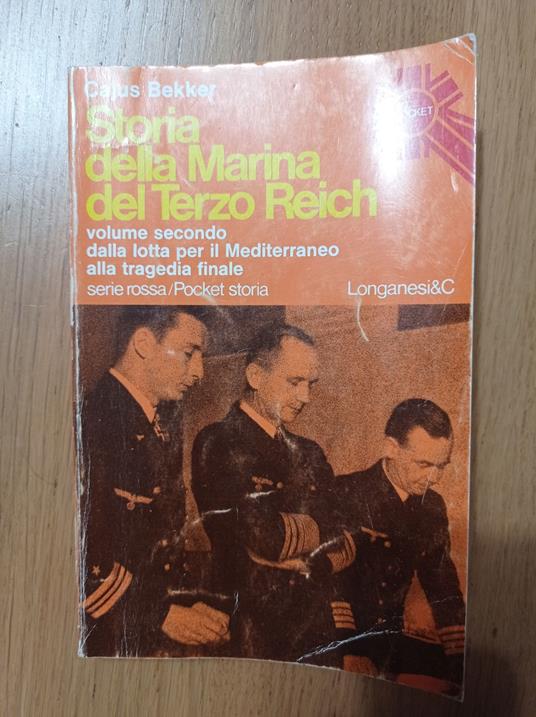 Cajus Bekker
POCKET
Storia
della Marina
del Terzo Reich
volume secondo
dalla lotta per il Mediterraneo
alla tragedia finale
serie rossa/Pocket storia
Longanesi&C